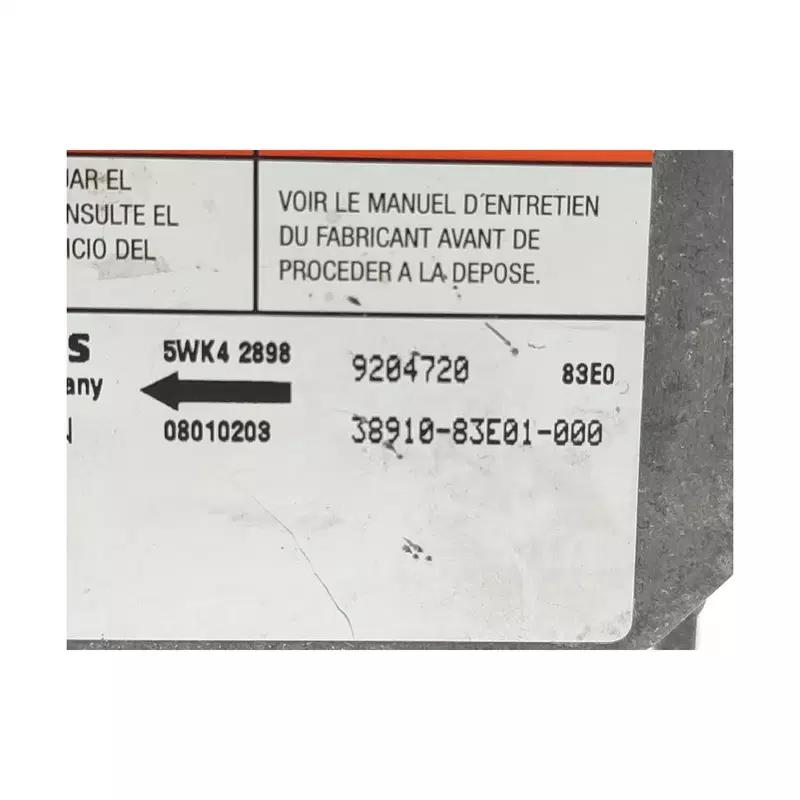 JAR EL
NSULTE EL
ICIO DEL
VOIR LE MANUEL D´ENTRETIEN
DU FABRICANT AVANT DE
PROCEDER A LA DEPOSE.
S 5WK4 2898 9204720 83E0
any
N 08010203 38910-83E01-000